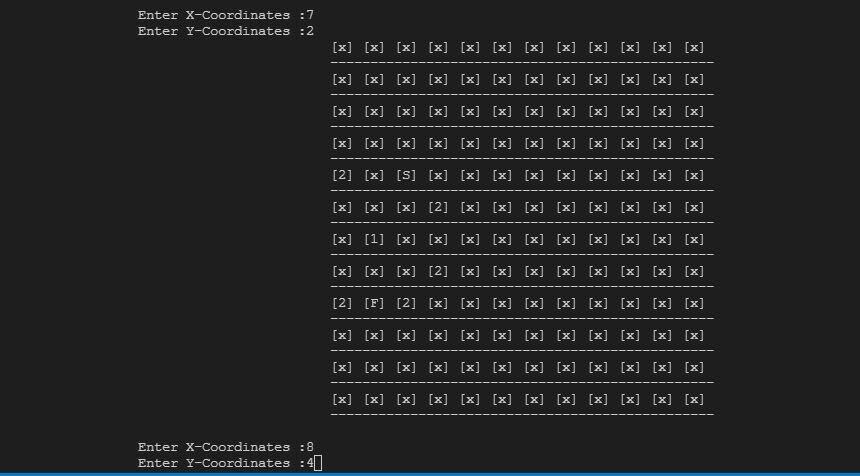 Enter X-Coordinates :7
Enter Y-Coordinates :2
[x] [x] [x] [x] [x] [x] [x] [x] [x] [x] [x] [x]
------------------------------------------------
[x] [x] [x] [x] [x] [x] [x] [x] [x] [x] [x] [x]
------------------------------------------------
[x] [x] [x] [x] [x] [x] [x] [x] [x] [x] [x] [x]
------------------------------------------------
[x] [x] [x] [x] [x] [x] [x] [x] [x] [x] [x] [x]
------------------------------------------------
[2] [x] [S] [x] [x] [x] [x] [x] [x] [x] [x] [x]
------------------------------------------------
[x] [x] [x] [2] [x] [x] [x] [x] [x] [x] [x] [x]
------------------------------------------------
[x] [1] [x] [x] [x] [x] [x] [x] [x] [x] [x] [x]
------------------------------------------------
[x] [x] [x] [2] [x] [x] [x] [x] [x] [x] [x] [x]
------------------------------------------------
[2] [F] [2] [x] [x] [x] [x] [x] [x] [x] [x] [x]
------------------------------------------------
[x] [x] [x] [x] [x] [x] [x] [x] [x] [x] [x] [x]
------------------------------------------------
[x] [x] [x] [x] [x] [x] [x] [x] [x] [x] [x] [x]
------------------------------------------------
[x] [x] [x] [x] [x] [x] [x] [x] [x] [x] [x] [x]
------------------------------------------------
Enter X-Coordinates :8
Enter Y-Coordinates :4